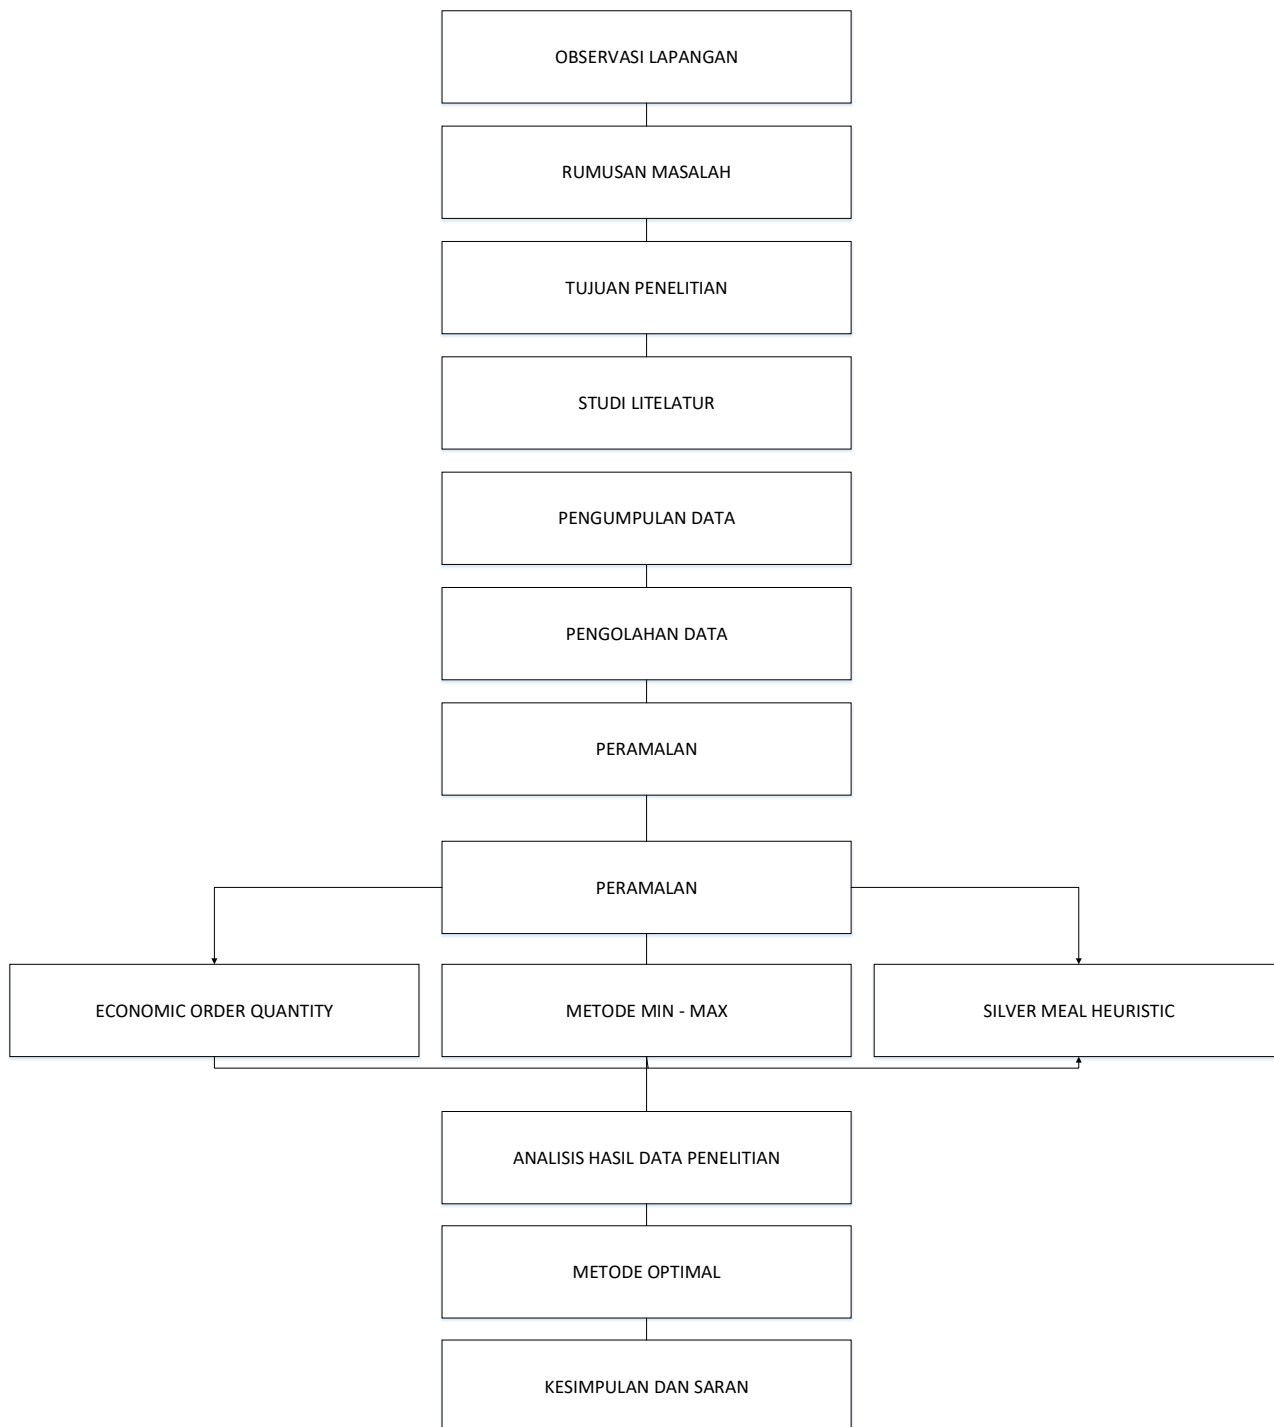 OBSERVASI LAPANGAN
RUMUSAN MASALAH
TUJUAN PENELITIAN
STUDI LITELATUR
PENGUMPULAN DATA
PENGOLAHAN DATA
PERAMALAN
PERAMALAN
ECONOMIC ORDER QUANTITY
METODE MIN - MAX
SILVER MEAL HEURISTIC
ANALISIS HASIL DATA PENELITIAN
METODE OPTIMAL
KESIMPULAN DAN SARAN